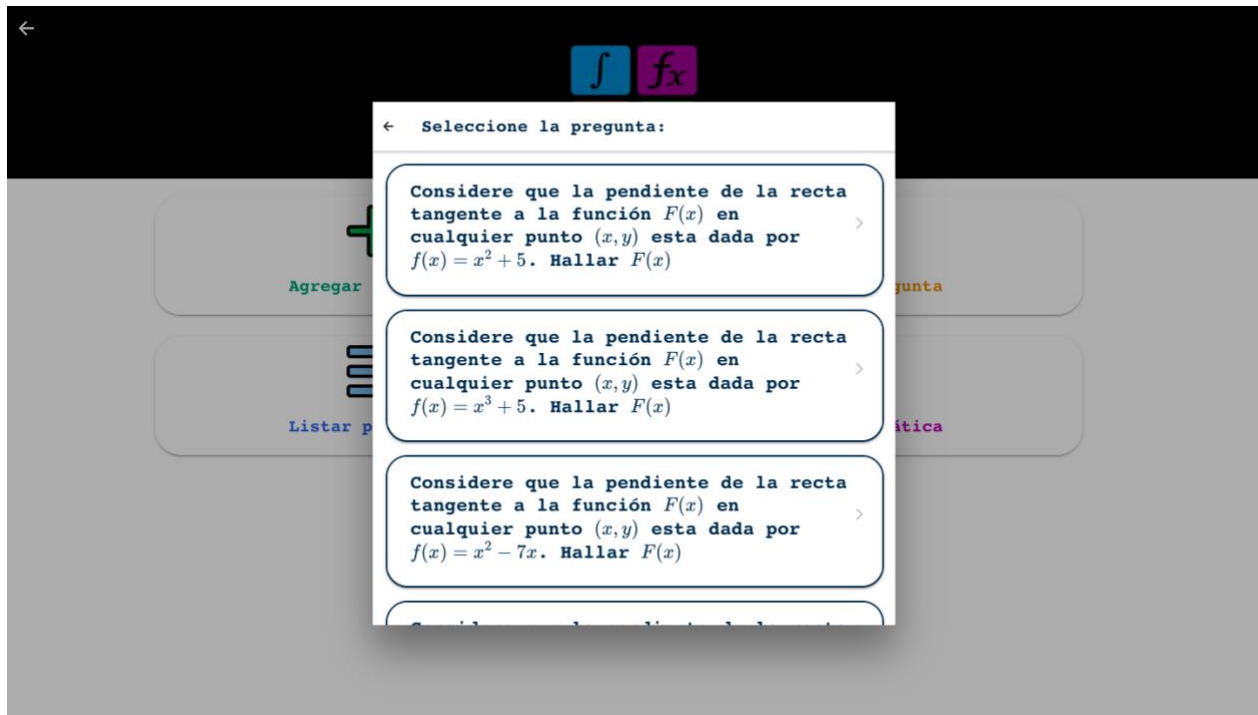 ←
∫ fx
← Seleccione la pregunta:
Considere que la pendiente de la recta
tangente a la función F(x) en
cualquier punto (x, y) esta dada por
f(x) = x² + 5. Hallar F(x)
Agregar
gunta
Considere que la pendiente de la recta
tangente a la función F(x) en
cualquier punto (x, y) esta dada por
f(x) = x³ + 5. Hallar F(x)
Listar p
ática
Considere que la pendiente de la recta
tangente a la función F(x) en
cualquier punto (x, y) esta dada por
f(x) = x² − 7x. Hallar F(x)